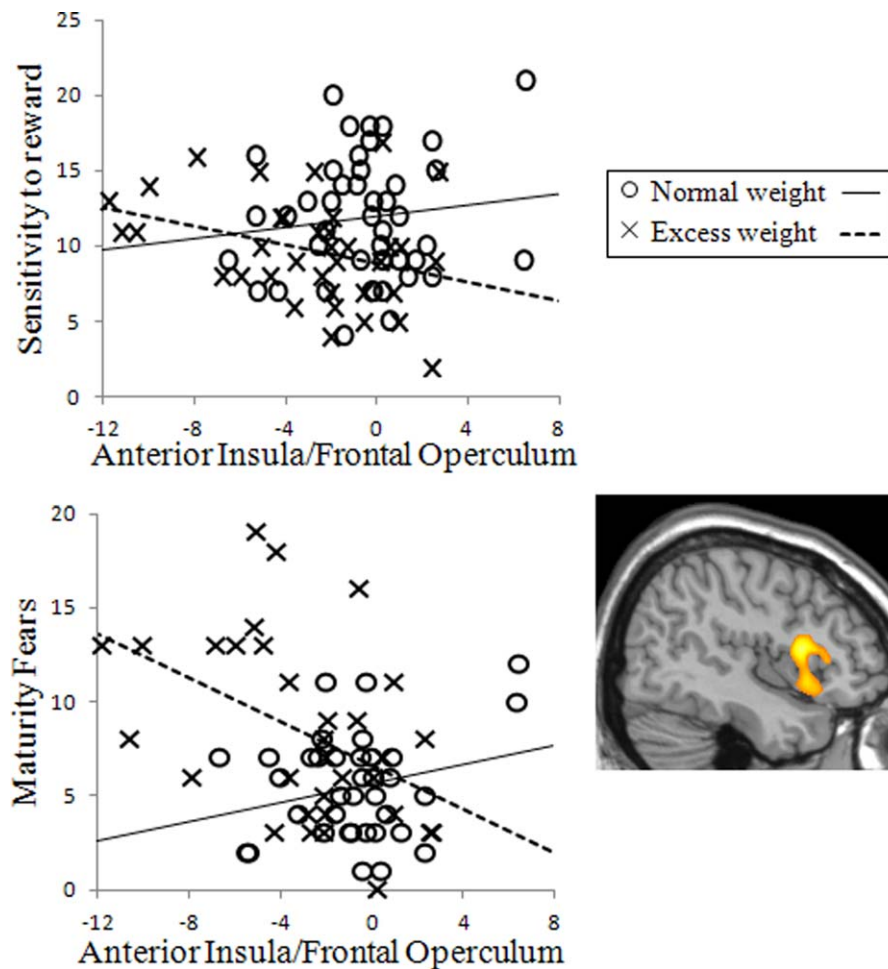 25
20
15
10
5
0
Sensitivity to reward
-12 -8 -4 0 4 8
Anterior Insula/Frontal Operculum
Normal weight
Excess weight
20
15
10
5
0
Maturity Fears
-12 -8 -4 0 4 8
Anterior Insula/Frontal Operculum